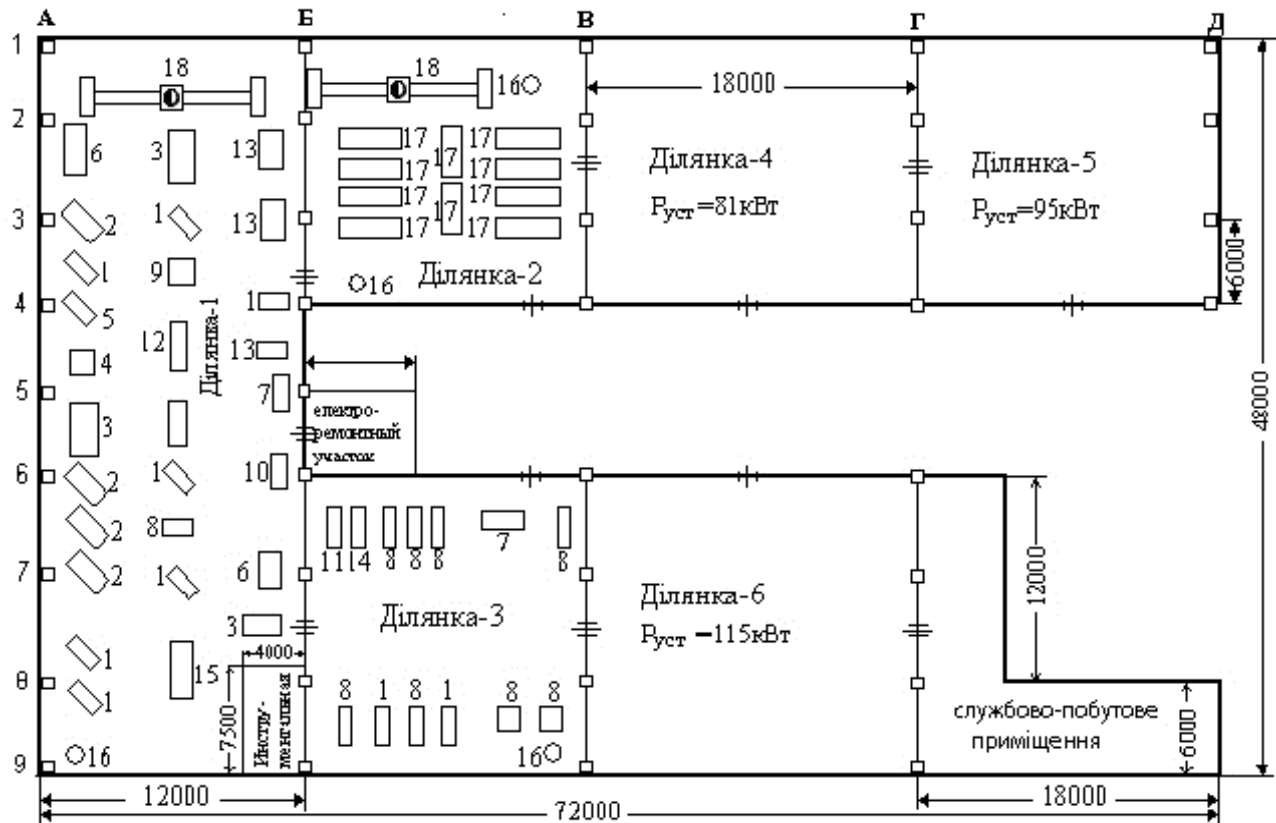 А Б В Г Д
1
18 18 16
18000
2
6 3 13 17 17 17
17 17
Ділянка-4 Ділянка-5
17 17 17
Pуст=81кВт Pуст=95кВт
3
2 1 13 17 17
1 9 Ділянка-2
16
6000
4
5 1
Ділянка-1
12 13
4
48000
5
7
3
електро-
ремонтный
участок
6
2 1 10
2 8
11 14 8 8 8 7 8
7
2 1 6
12000
Ділянка-3 Ділянка-6
3 Pуст=115кВт
4000
1 15
8
1
7500
Инстру-
ментальная
8 1 8 1 8 8
службово-побутове
приміщення
6000
9
16 16
12000 18000
72000